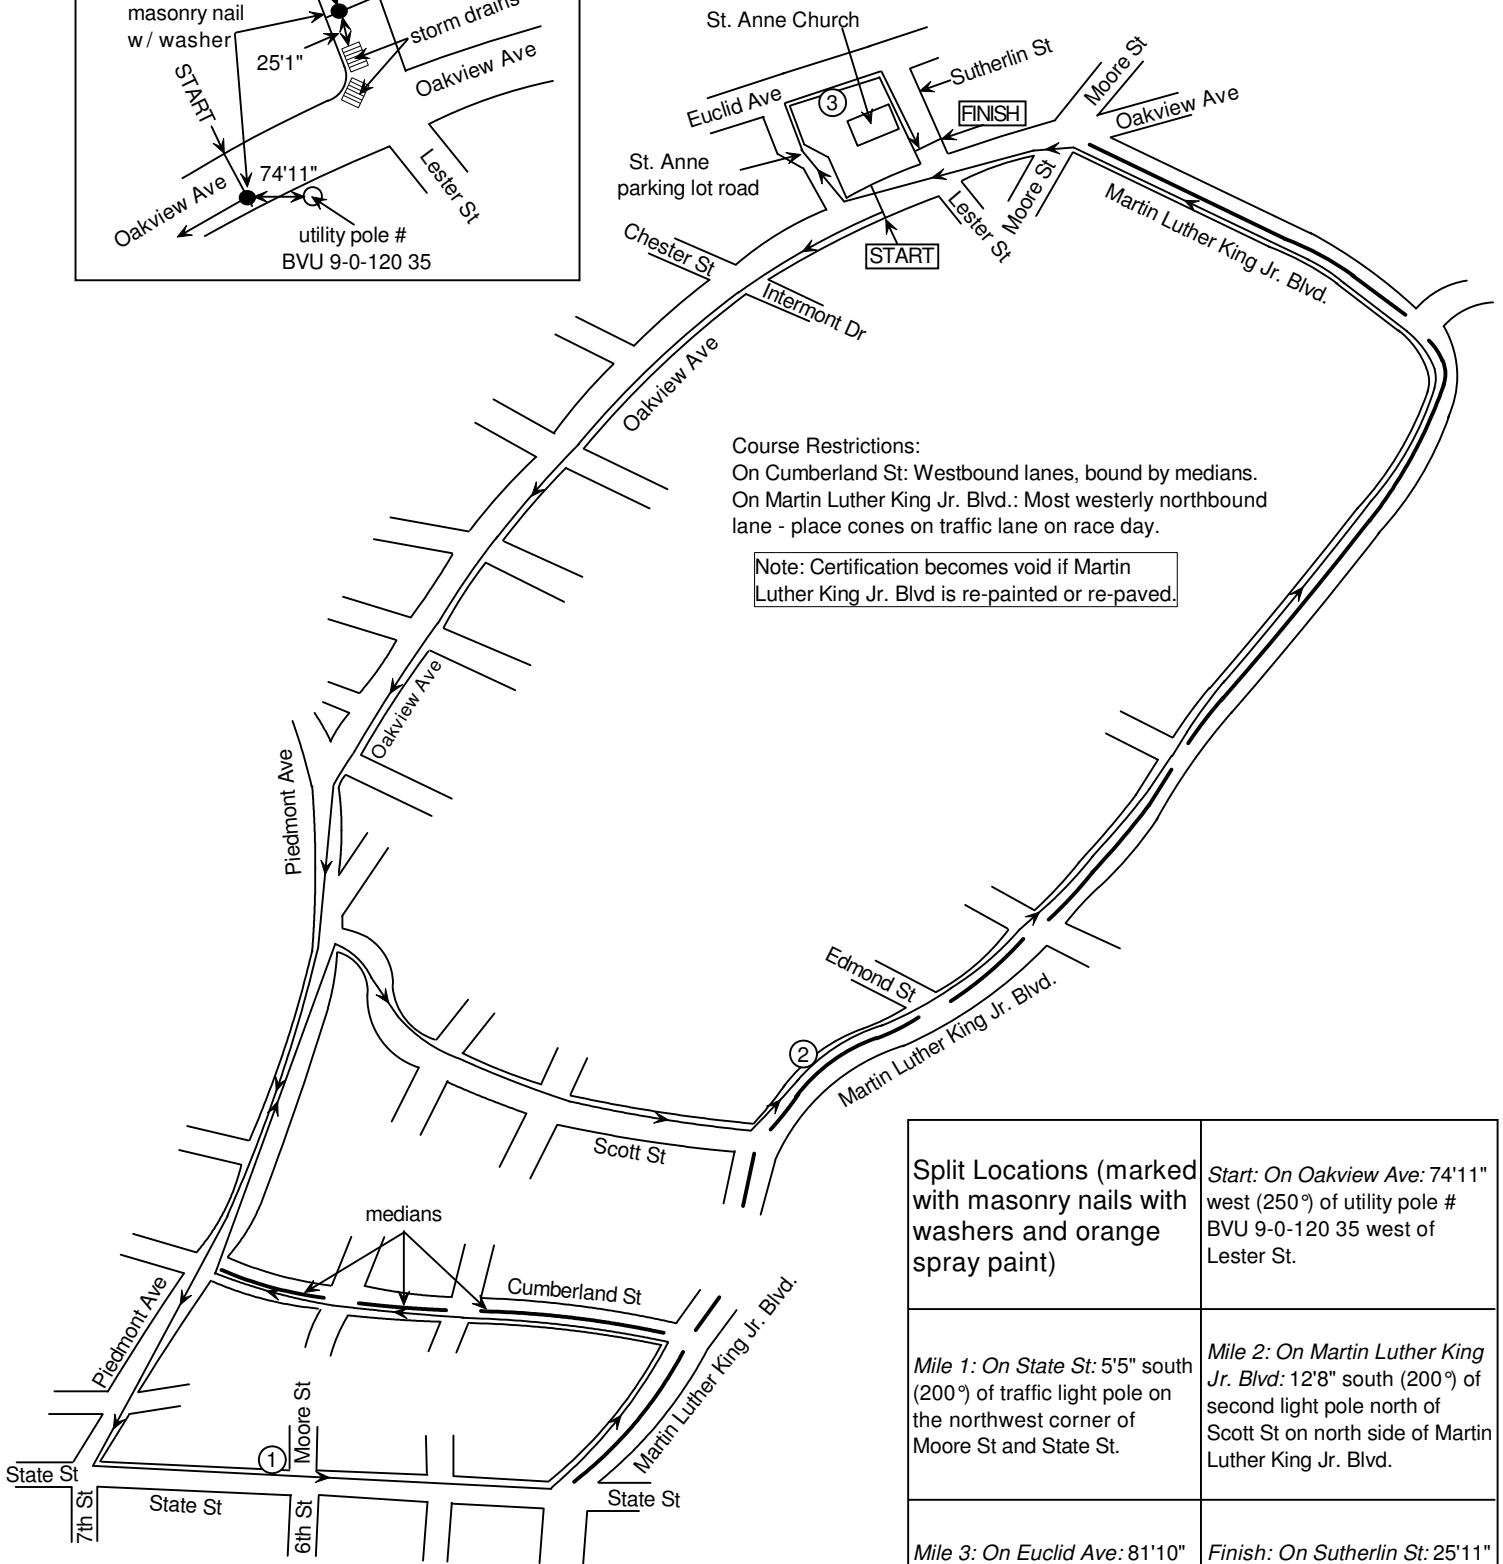 masonry nail
w/ washer
25'1"
storm drains
Oakview Ave
START
74'11"
Lester St
Oakview Ave
utility pole #
BVU 9-0-120 35
St. Anne Church
Sutherlin St
Moore St
Euclid Ave
3
FINISH
Oakview Ave
St. Anne
parking lot road
Moore St
Lester St
Martin Luther King Jr. Blvd.
START
Chester St
Intermont Dr
Oakview Ave
Course Restrictions:
On Cumberland St: Westbound lanes, bound by medians.
On Martin Luther King Jr. Blvd.: Most westerly northbound
lane - place cones on traffic lane on race day.
Note: Certification becomes void if Martin
Luther King Jr. Blvd is re-painted or re-paved.
Oakview Ave
Piedmont Ave
Edmond St
2
Martin Luther King Jr. Blvd.
Scott St
medians
Cumberland St
Piedmont Ave
Martin Luther King Jr. Blvd.
Moore St
1
State St
7th St
State St
6th St
State St
Split Locations (marked
with masonry nails with
washers and orange
spray paint)
Start: On Oakview Ave: 74'11"
west (250°) of utility pole #
BVU 9-0-120 35 west of
Lester St.
Mile 1: On State St: 5'5" south
(200°) of traffic light pole on
the northwest corner of
Moore St and State St.
Mile 2: On Martin Luther King
Jr. Blvd: 12'8" south (200°) of
second light pole north of
Scott St on north side of Martin
Luther King Jr. Blvd.
Mile 3: On Euclid Ave: 81'10"
Finish: On Sutherlin St: 25'11"